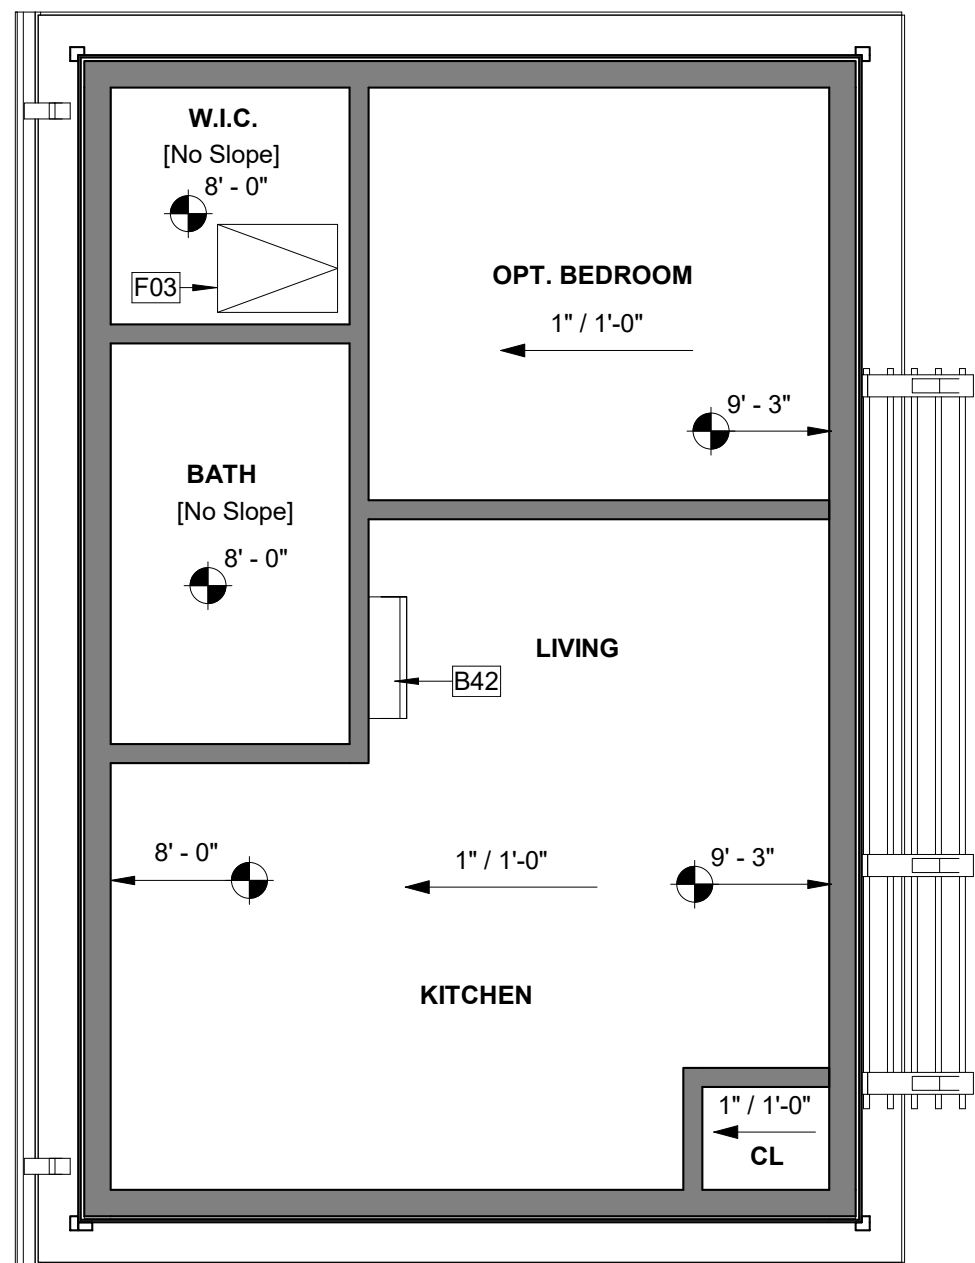 W.I.C.
[No Slope]
8' - 0"
F03
OPT. BEDROOM
1" / 1'-0"
9' - 3"
BATH
[No Slope]
8' - 0"
LIVING
B42
8' - 0"
1" / 1'-0"
9' - 3"
KITCHEN
1" / 1'-0"
CL